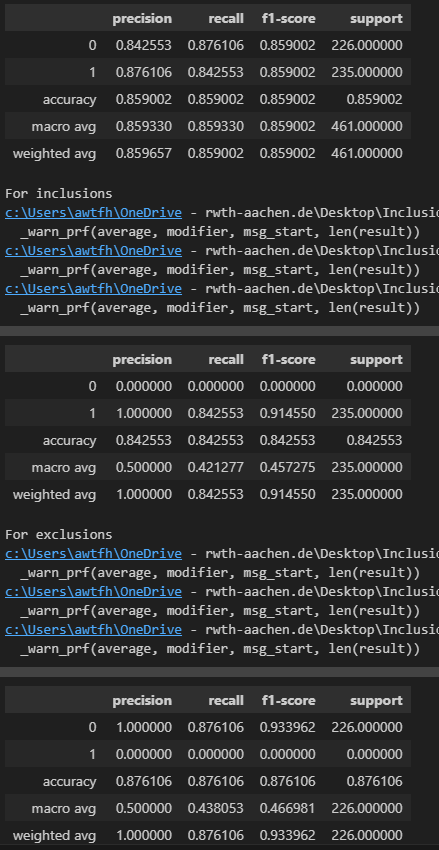 precision recall f1-score support
0 0.842553 0.876106 0.859002 226.000000
1 0.876106 0.842553 0.859002 235.000000
accuracy 0.859002 0.859002 0.859002 0.859002
macro avg 0.859330 0.859330 0.859002 461.000000
weighted avg 0.859657 0.859002 0.859002 461.000000
For inclusions
c:\Users\awtfh\OneDrive - rwth-aachen.de\Desktop\Inclusio
_warn_prf(average, modifier, msg_start, len(result))
c:\Users\awtfh\OneDrive - rwth-aachen.de\Desktop\Inclusio
_warn_prf(average, modifier, msg_start, len(result))
c:\Users\awtfh\OneDrive - rwth-aachen.de\Desktop\Inclusio
_warn_prf(average, modifier, msg_start, len(result))
precision recall f1-score support
0 0.000000 0.000000 0.000000 0.000000
1 1.000000 0.842553 0.914550 235.000000
accuracy 0.842553 0.842553 0.842553 0.842553
macro avg 0.500000 0.421277 0.457275 235.000000
weighted avg 1.000000 0.842553 0.914550 235.000000
For exclusions
c:\Users\awtfh\OneDrive - rwth-aachen.de\Desktop\Inclusio
_warn_prf(average, modifier, msg_start, len(result))
c:\Users\awtfh\OneDrive - rwth-aachen.de\Desktop\Inclusio
_warn_prf(average, modifier, msg_start, len(result))
c:\Users\awtfh\OneDrive - rwth-aachen.de\Desktop\Inclusio
_warn_prf(average, modifier, msg_start, len(result))
precision recall f1-score support
0 1.000000 0.876106 0.933962 226.000000
1 0.000000 0.000000 0.000000 0.000000
accuracy 0.876106 0.876106 0.876106 0.876106
macro avg 0.500000 0.438053 0.466981 226.000000
weighted avg 1.000000 0.876106 0.933962 226.000000